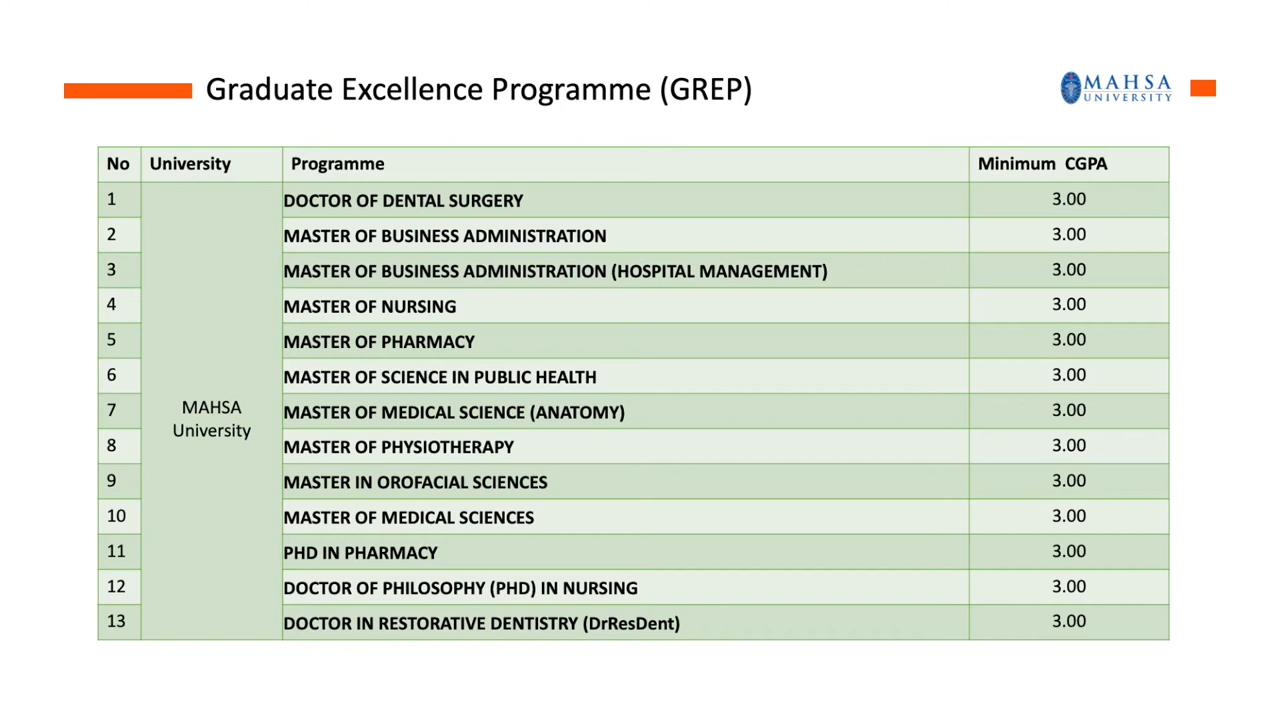 Graduate Excellence Programme (GREP)
MAHSA
UNIVERSITY
No University Programme Minimum CGPA
1 DOCTOR OF DENTAL SURGERY 3.00
2 MASTER OF BUSINESS ADMINISTRATION 3.00
3 MASTER OF BUSINESS ADMINISTRATION (HOSPITAL MANAGEMENT) 3.00
4 MASTER OF NURSING 3.00
5 MASTER OF PHARMACY 3.00
6 MASTER OF SCIENCE IN PUBLIC HEALTH 3.00
MAHSA
University
7 MASTER OF MEDICAL SCIENCE (ANATOMY) 3.00
8 MASTER OF PHYSIOTHERAPY 3.00
9 MASTER IN OROFACIAL SCIENCES 3.00
10 MASTER OF MEDICAL SCIENCES 3.00
11 PHD IN PHARMACY 3.00
12 DOCTOR OF PHILOSOPHY (PHD) IN NURSING 3.00
13 DOCTOR IN RESTORATIVE DENTISTRY (DrResDent) 3.00